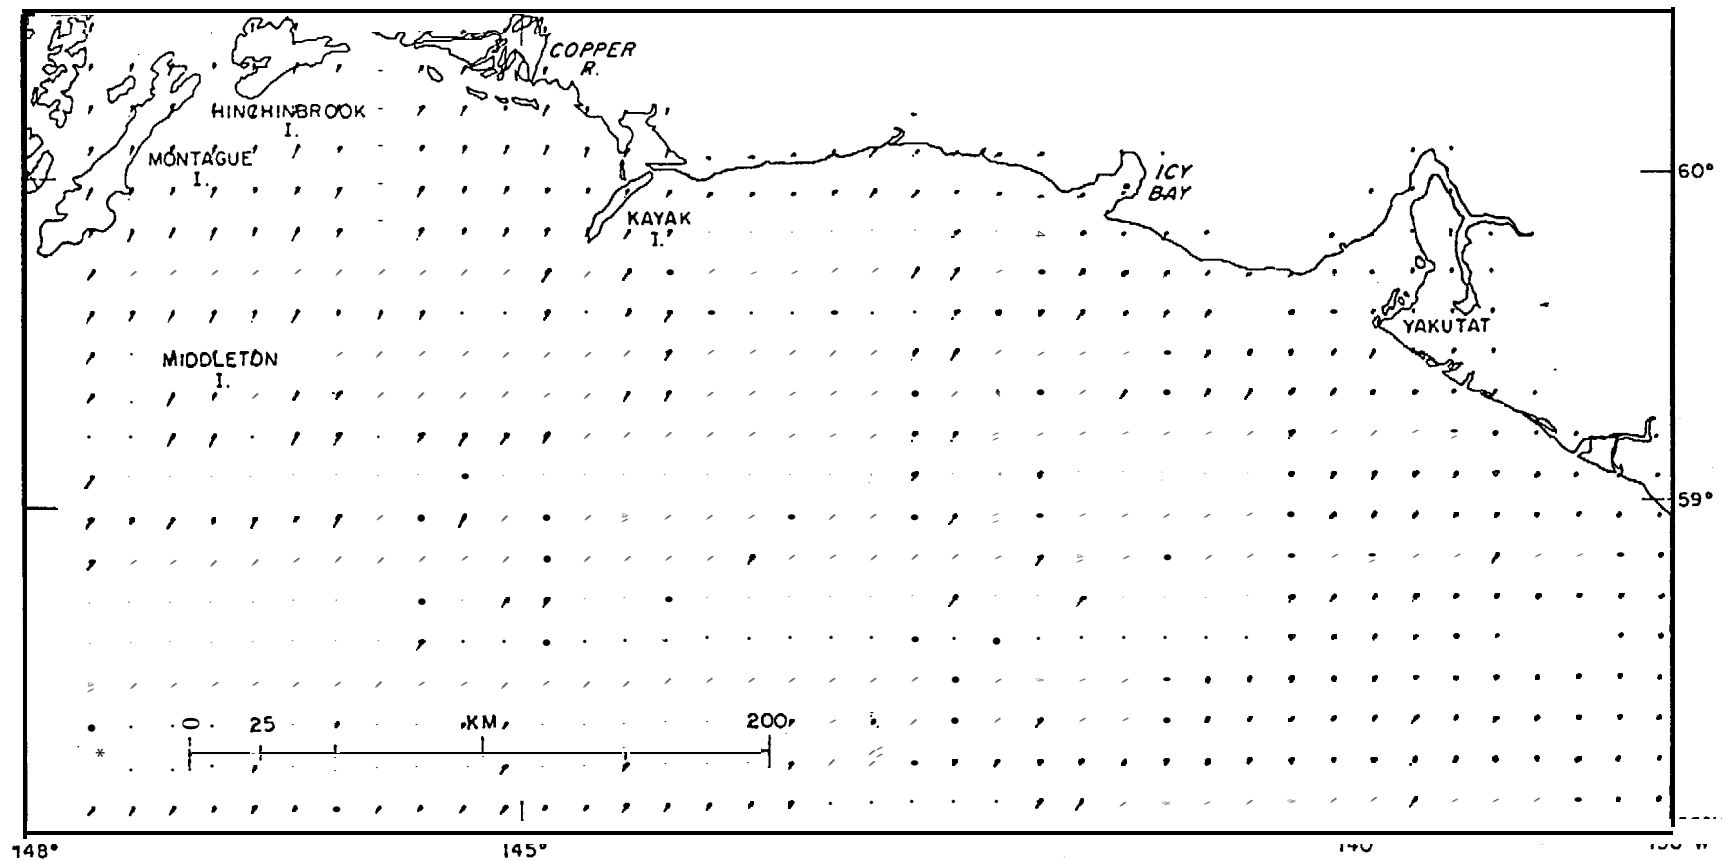 COPPER
R.
HINCHINBROOK
I.
MONTAGUE
I.
ICY
BAY
60°
KAYAK
I.
YAKUTAT
MIDDLETON
I.
59°
0 25 KM 200
*
148° 145° 140